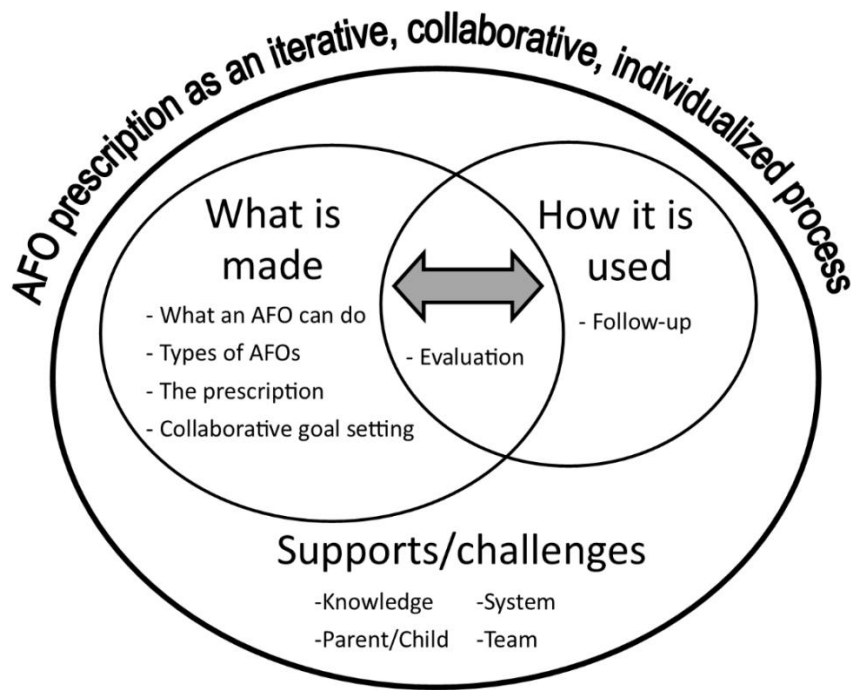 AFO prescription as an iterative, collaborative, individualized process
What is
made
- What an AFO can do
- Types of AFOs
- The prescription
- Collaborative goal setting
- Evaluation
How it is
used
- Follow-up
Supports/challenges
-Knowledge -System
-Parent/Child -Team